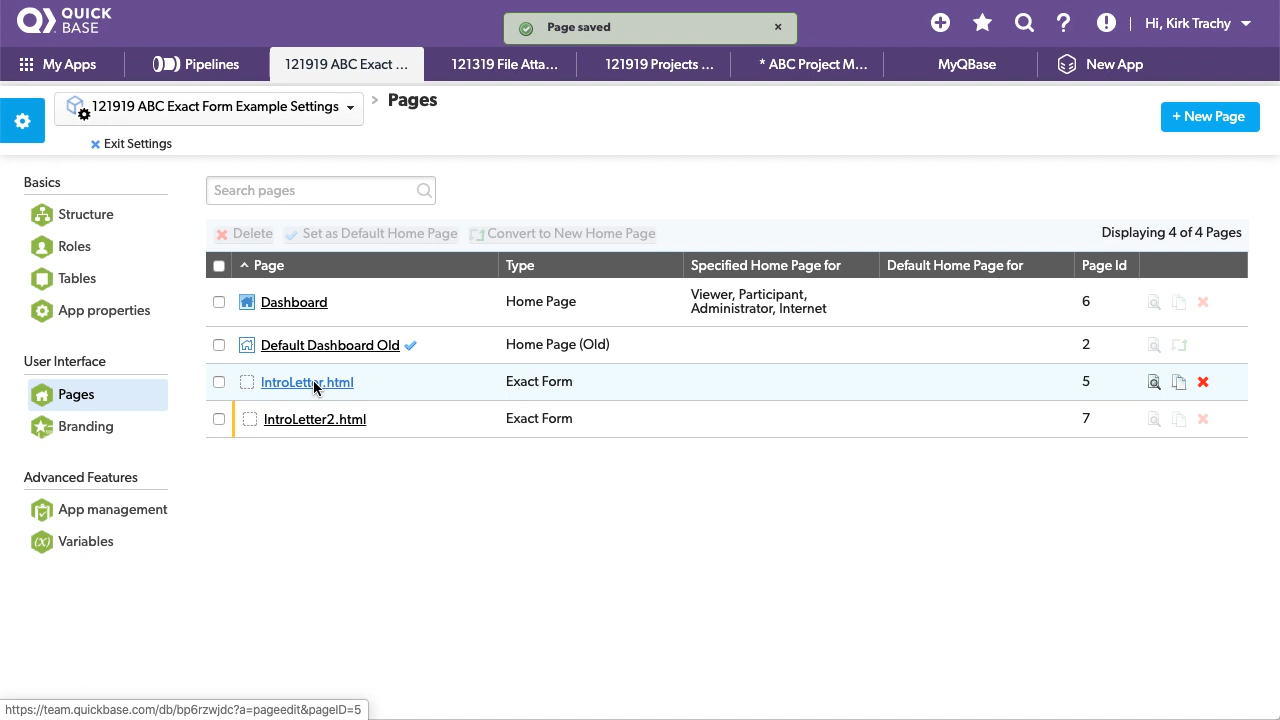 QUICK
BASE
Page saved
×
Hi, Kirk Trachy
My Apps
Pipelines
121919 ABC Exact ...
121319 File Atta...
121919 Projects ...
* ABC Project M...
MyQBase
New App
121919 ABC Exact Form Example Settings
> Pages
+ New Page
Exit Settings
Basics
Structure
Roles
Tables
App properties
User Interface
Pages
Branding
Advanced Features
App management
Variables
Search pages
Delete
Set as Default Home Page
Convert to New Home Page
Displaying 4 of 4 Pages
Page
Type
Specified Home Page for
Default Home Page for
Page Id
Dashboard
Home Page
Viewer, Participant,
Administrator, Internet
6
Default Dashboard Old
Home Page (Old)
2
IntroLetter.html
Exact Form
5
IntroLetter2.html
Exact Form
7
https://team.quickbase.com/db/bp6rzwjdc?a=pageedit&pageID=5